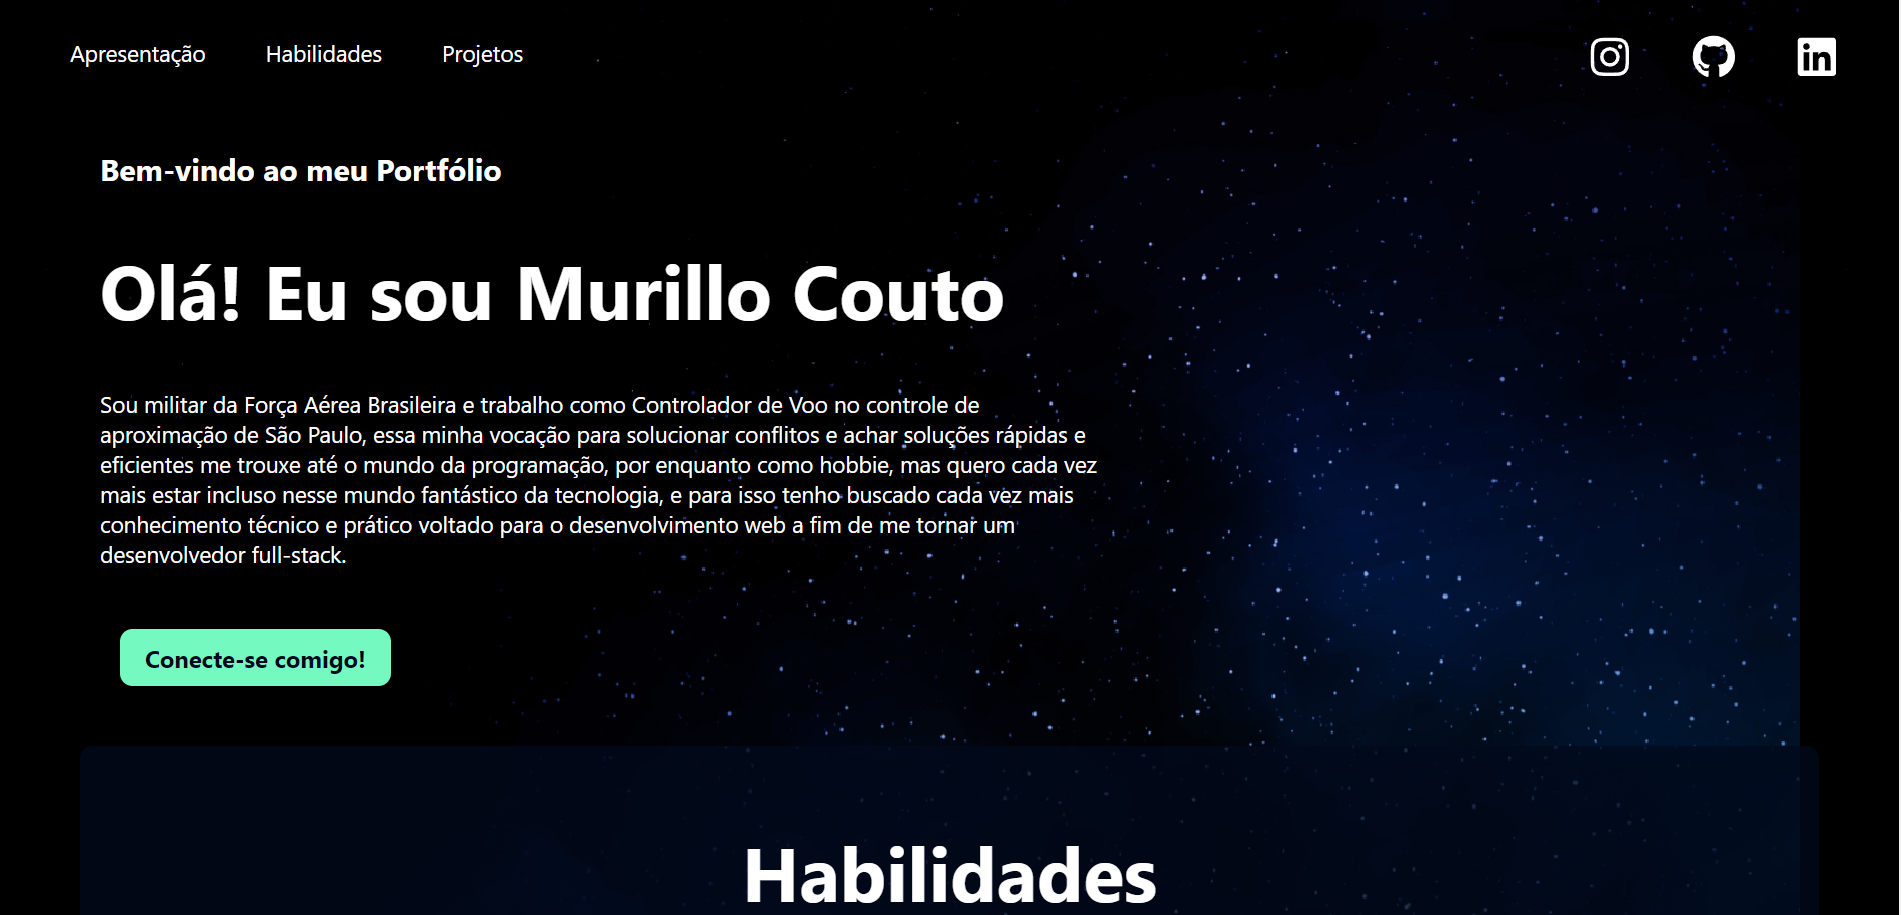 Apresentação Habilidades Projetos
Bem-vindo ao meu Portfólio
Olá! Eu sou Murillo Couto
Sou militar da Força Aérea Brasileira e trabalho como Controlador de Voo no controle de
aproximação de São Paulo, essa minha vocação para solucionar conflitos e achar soluções rápidas e
eficientes me trouxe até o mundo da programação, por enquanto como hobbie, mas quero cada vez
mais estar incluso nesse mundo fantástico da tecnologia, e para isso tenho buscado cada vez mais
conhecimento técnico e prático voltado para o desenvolvimento web a fim de me tornar um
desenvolvedor full-stack.
Conecte-se comigo!
Habilidades